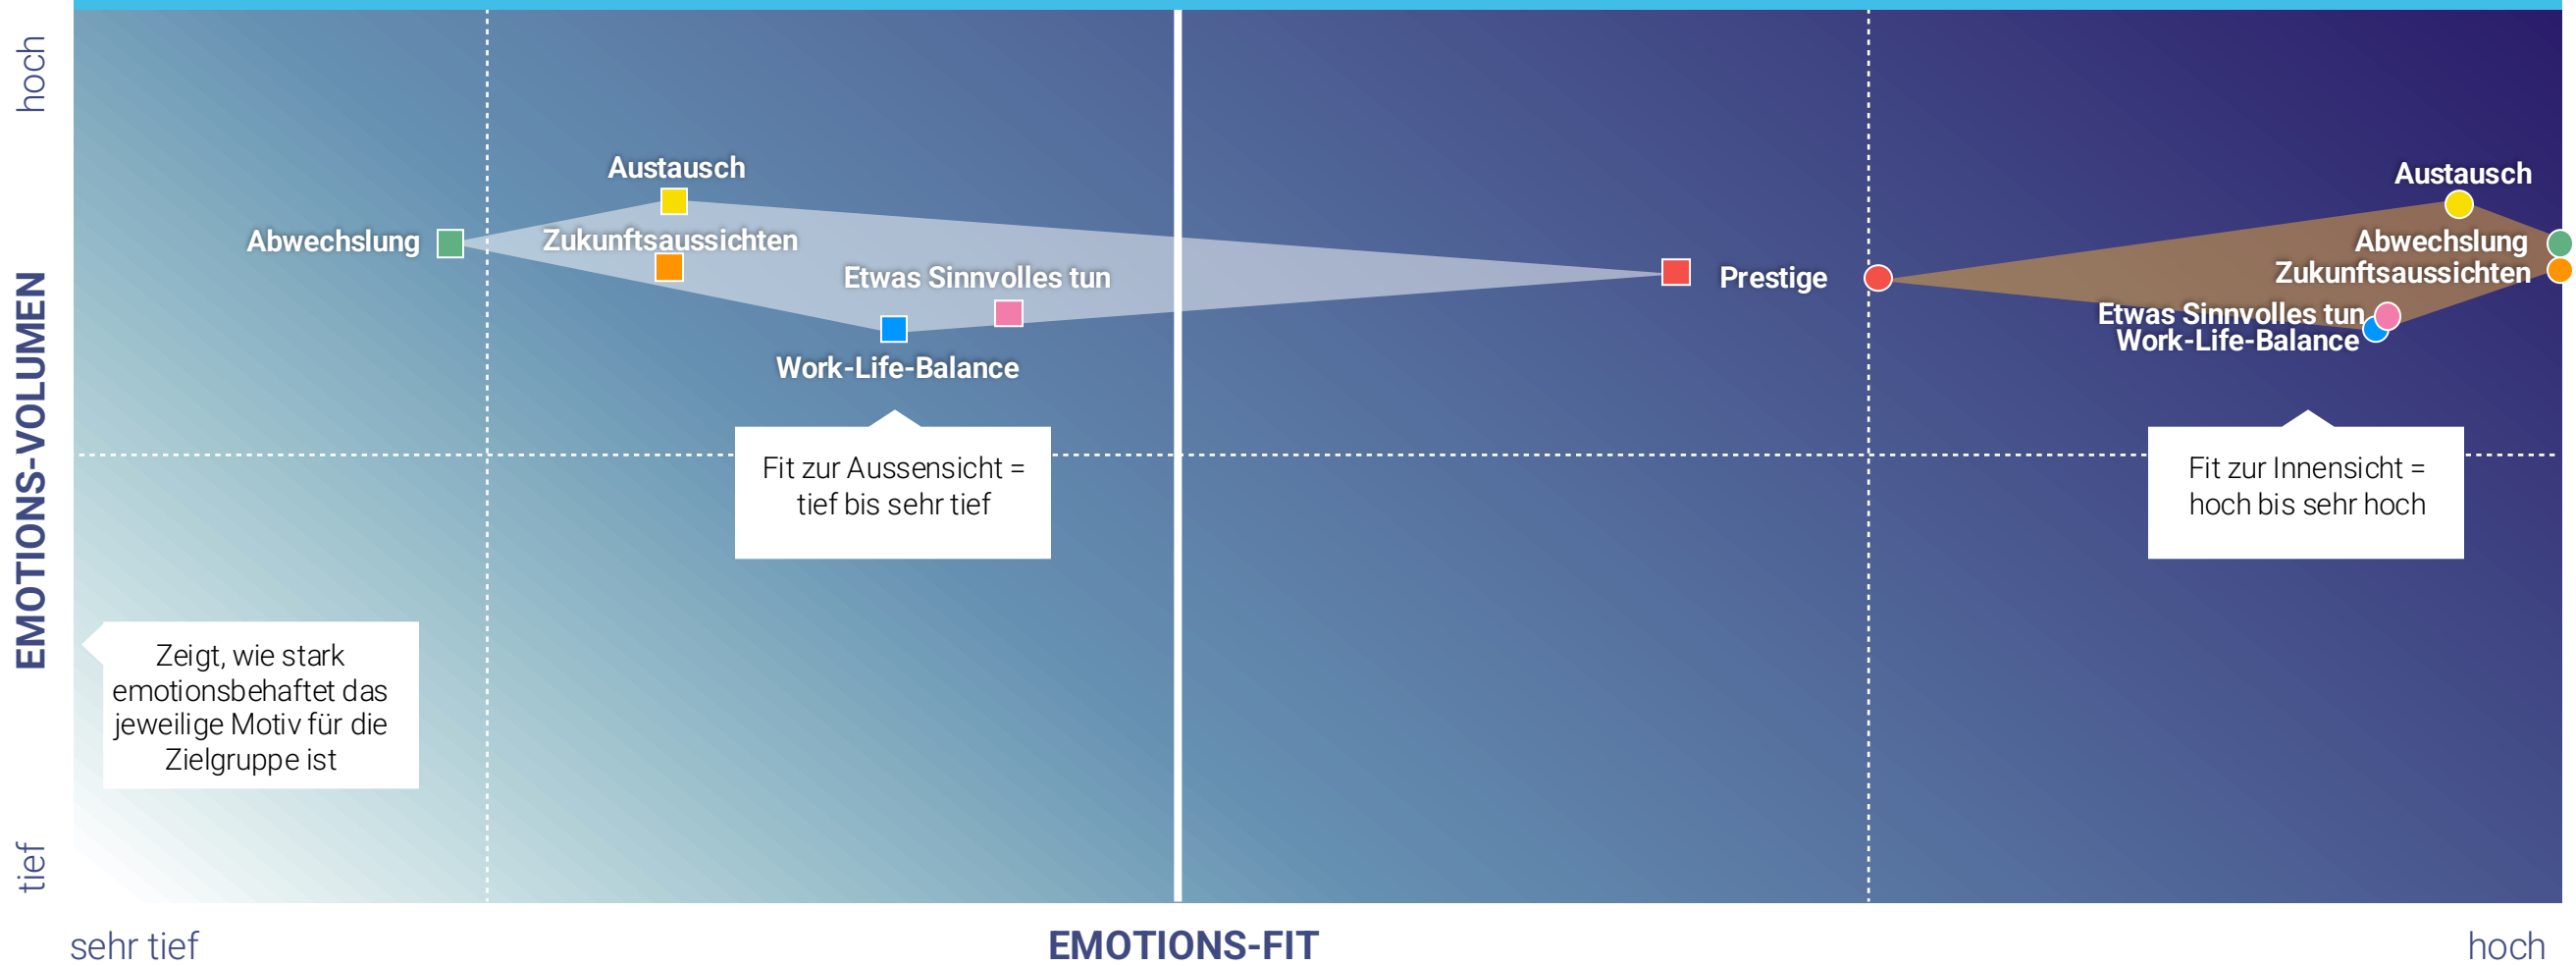 hoch
EMOTIONS-VOLUMEN
tief
Austausch
Abwechslung
Zukunftsaussichten
Etwas Sinnvolles tun
Work-Life-Balance
Prestige
Austausch
Abwechslung
Zukunftsaussichten
Etwas Sinnvolles tun
Work-Life-Balance
Fit zur Aussensicht =
tief bis sehr tief
Fit zur Innensicht =
hoch bis sehr hoch
Zeigt, wie stark
emotionsbehaftet das
jeweilige Motiv für die
Zielgruppe ist
sehr tief
EMOTIONS-FIT
hoch